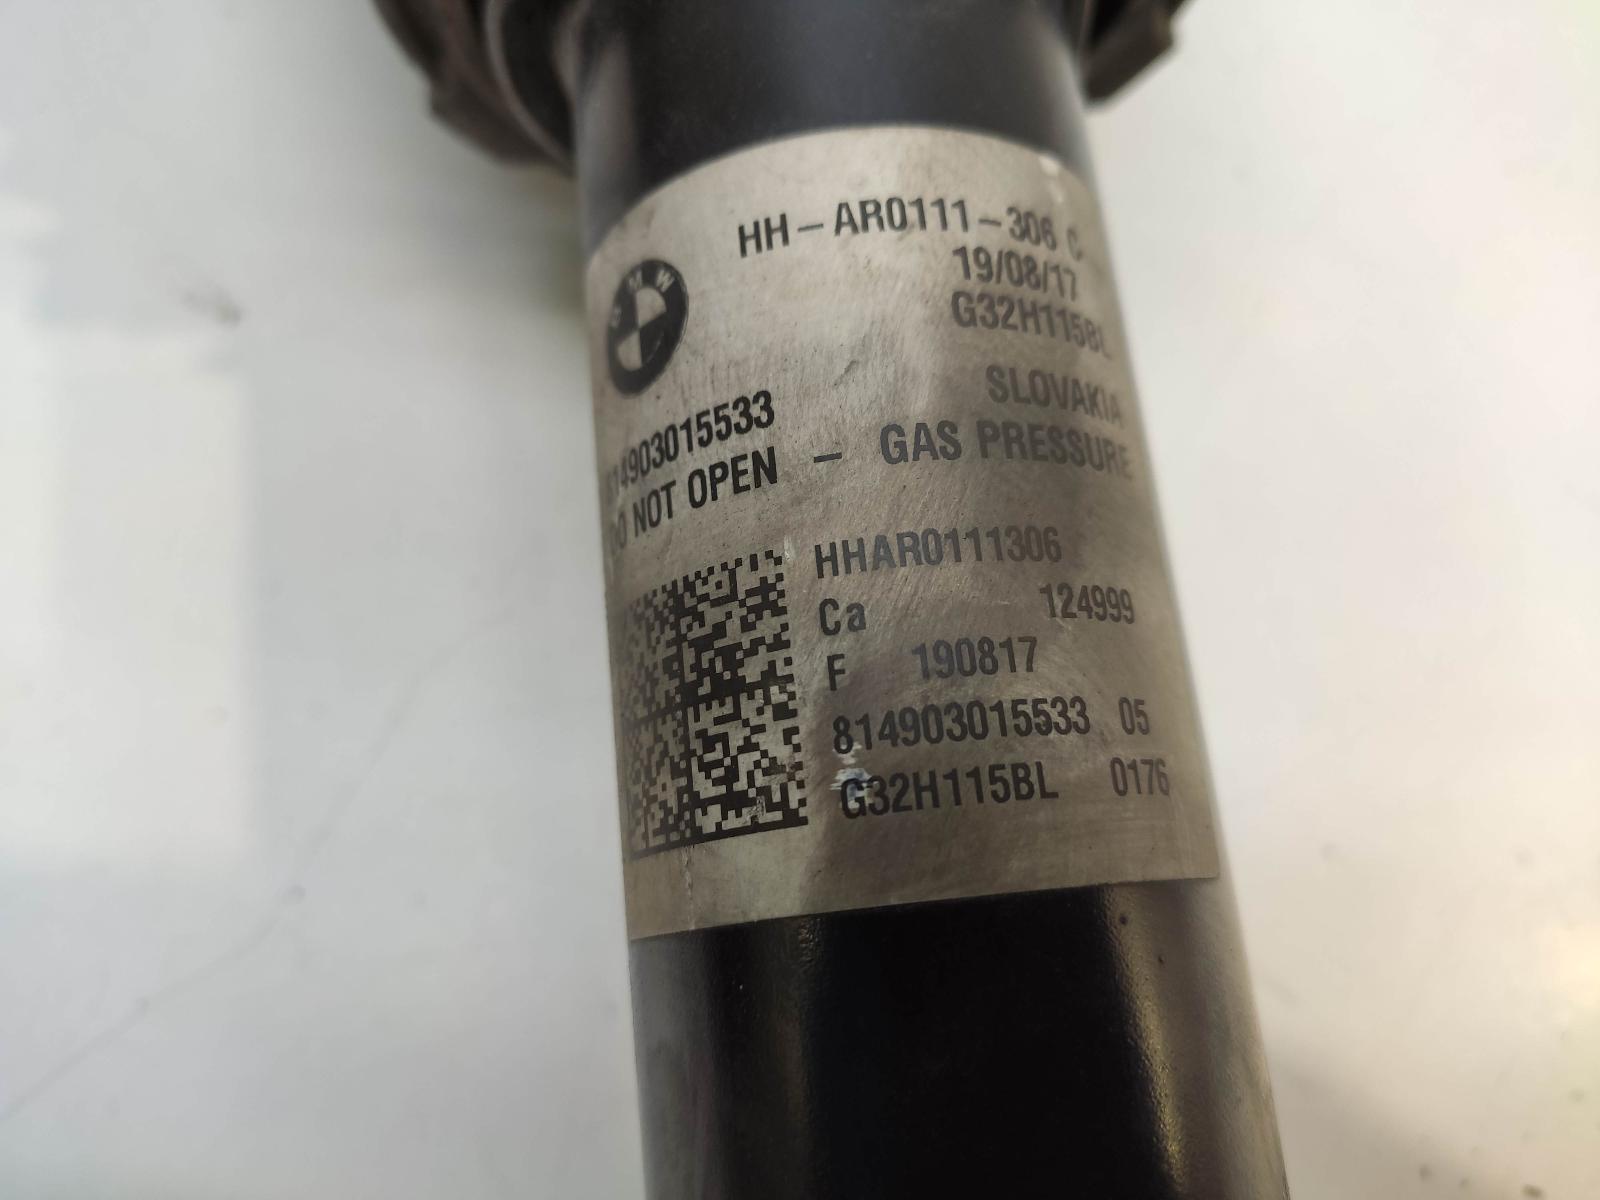 HH-AR0111-306 C
19/08/17
G32H115BL
BMW
SLOVAKIA
814903015533
DO NOT OPEN - GAS PRESSURE
HHAR0111306
Ca 124999
F 190817
814903015533 05
G32H115BL 0176